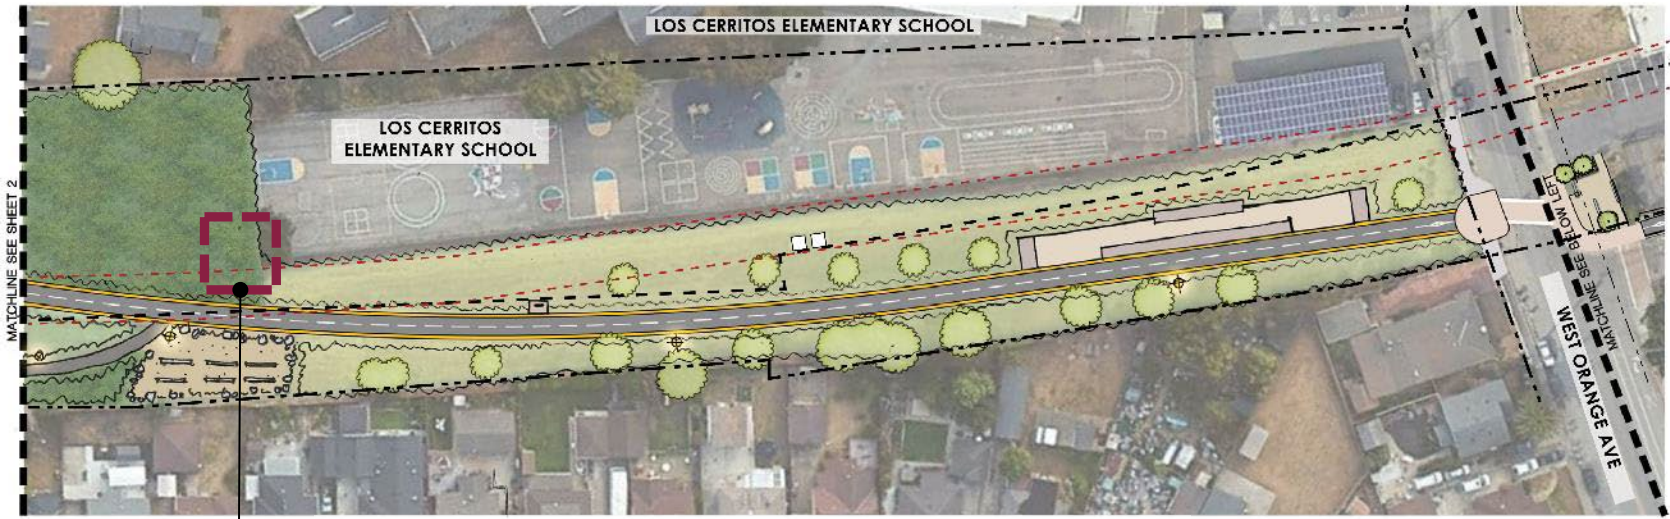 LOS CERRITOS ELEMENTARY SCHOOL
LOS CERRITOS
ELEMENTARY SCHOOL
MATCHLINE SEE SHEET 2
MATCHLINE SEE BELOW LEFT
WEST ORANGE AVE